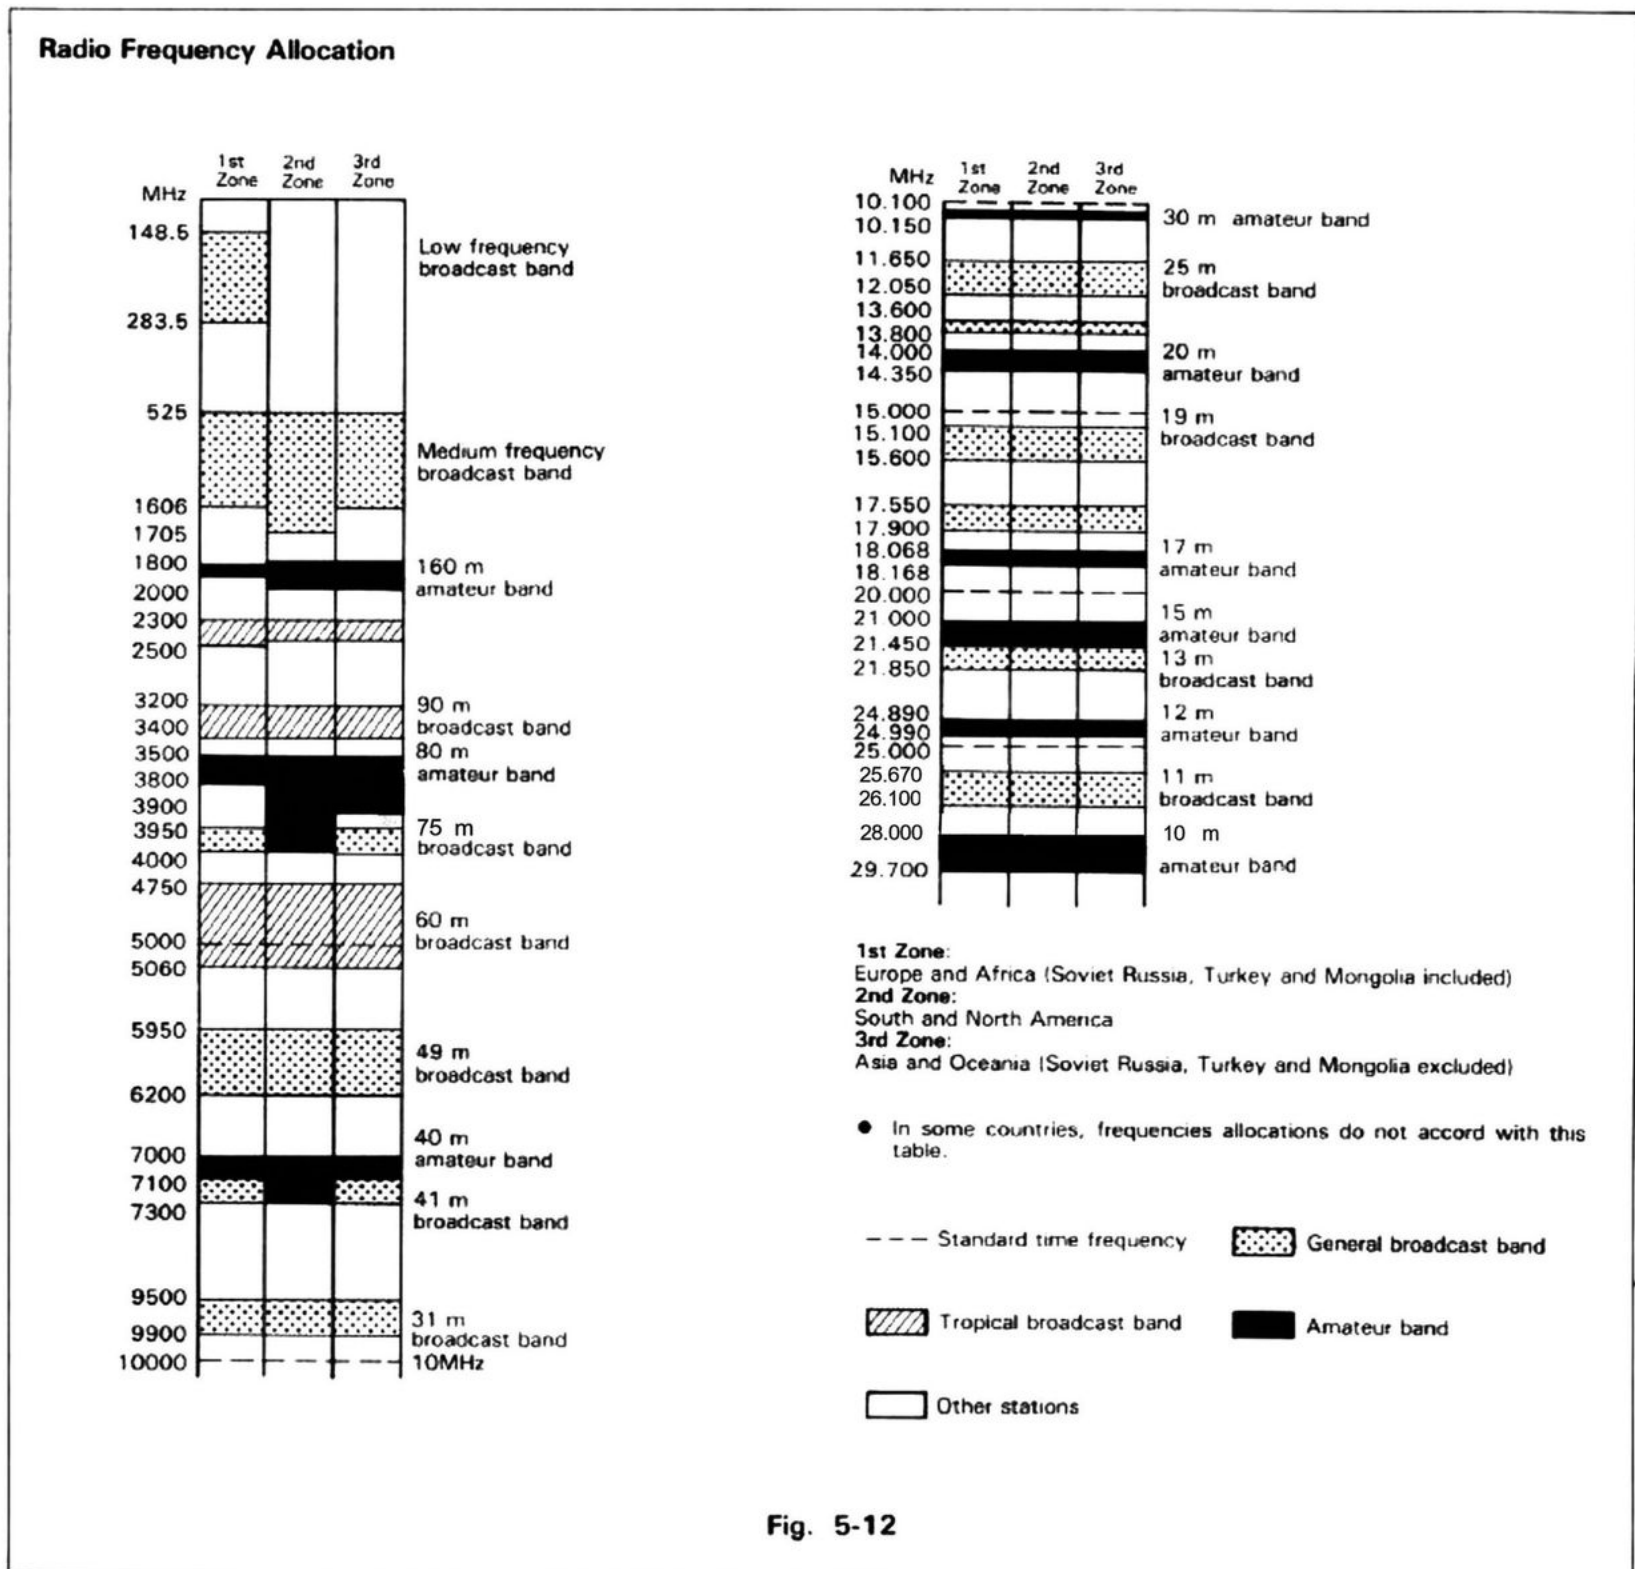 Radio Frequency Allocation
MHz
1st Zone
2nd Zone
3rd Zone
148.5
283.5
525
1606
1705
1800
2000
2300
2500
3200
3400
3500
3800
3900
3950
4000
4750
5000
5060
5950
6200
7000
7100
7300
9500
9900
10000
Low frequency
broadcast band
Medium frequency
broadcast band
160 m
amateur band
90 m
broadcast band
80 m
amateur band
75 m
broadcast band
60 m
broadcast band
49 m
broadcast band
40 m
amateur band
41 m
broadcast band
31 m
broadcast band
10MHz
MHz
1st Zone
2nd Zone
3rd Zone
10.100
10.150
11.650
12.050
13.600
13.800
14.000
14.350
15.000
15.100
15.600
17.550
17.900
18.068
18.168
20.000
21.000
21.450
21.850
24.890
24.990
25.000
25.670
26.100
28.000
29.700
30 m amateur band
25 m
broadcast band
20 m
amateur band
19 m
broadcast band
17 m
amateur band
15 m
amateur band
13 m
broadcast band
12 m
amateur band
11 m
broadcast band
10 m
amateur band
1st Zone:
Europe and Africa (Soviet Russia, Turkey and Mongolia included)
2nd Zone:
South and North America
3rd Zone:
Asia and Oceania (Soviet Russia, Turkey and Mongolia excluded)
● In some countries, frequencies allocations do not accord with this
table.
Standard time frequency
General broadcast band
Tropical broadcast band
Amateur band
Other stations
Fig. 5-12